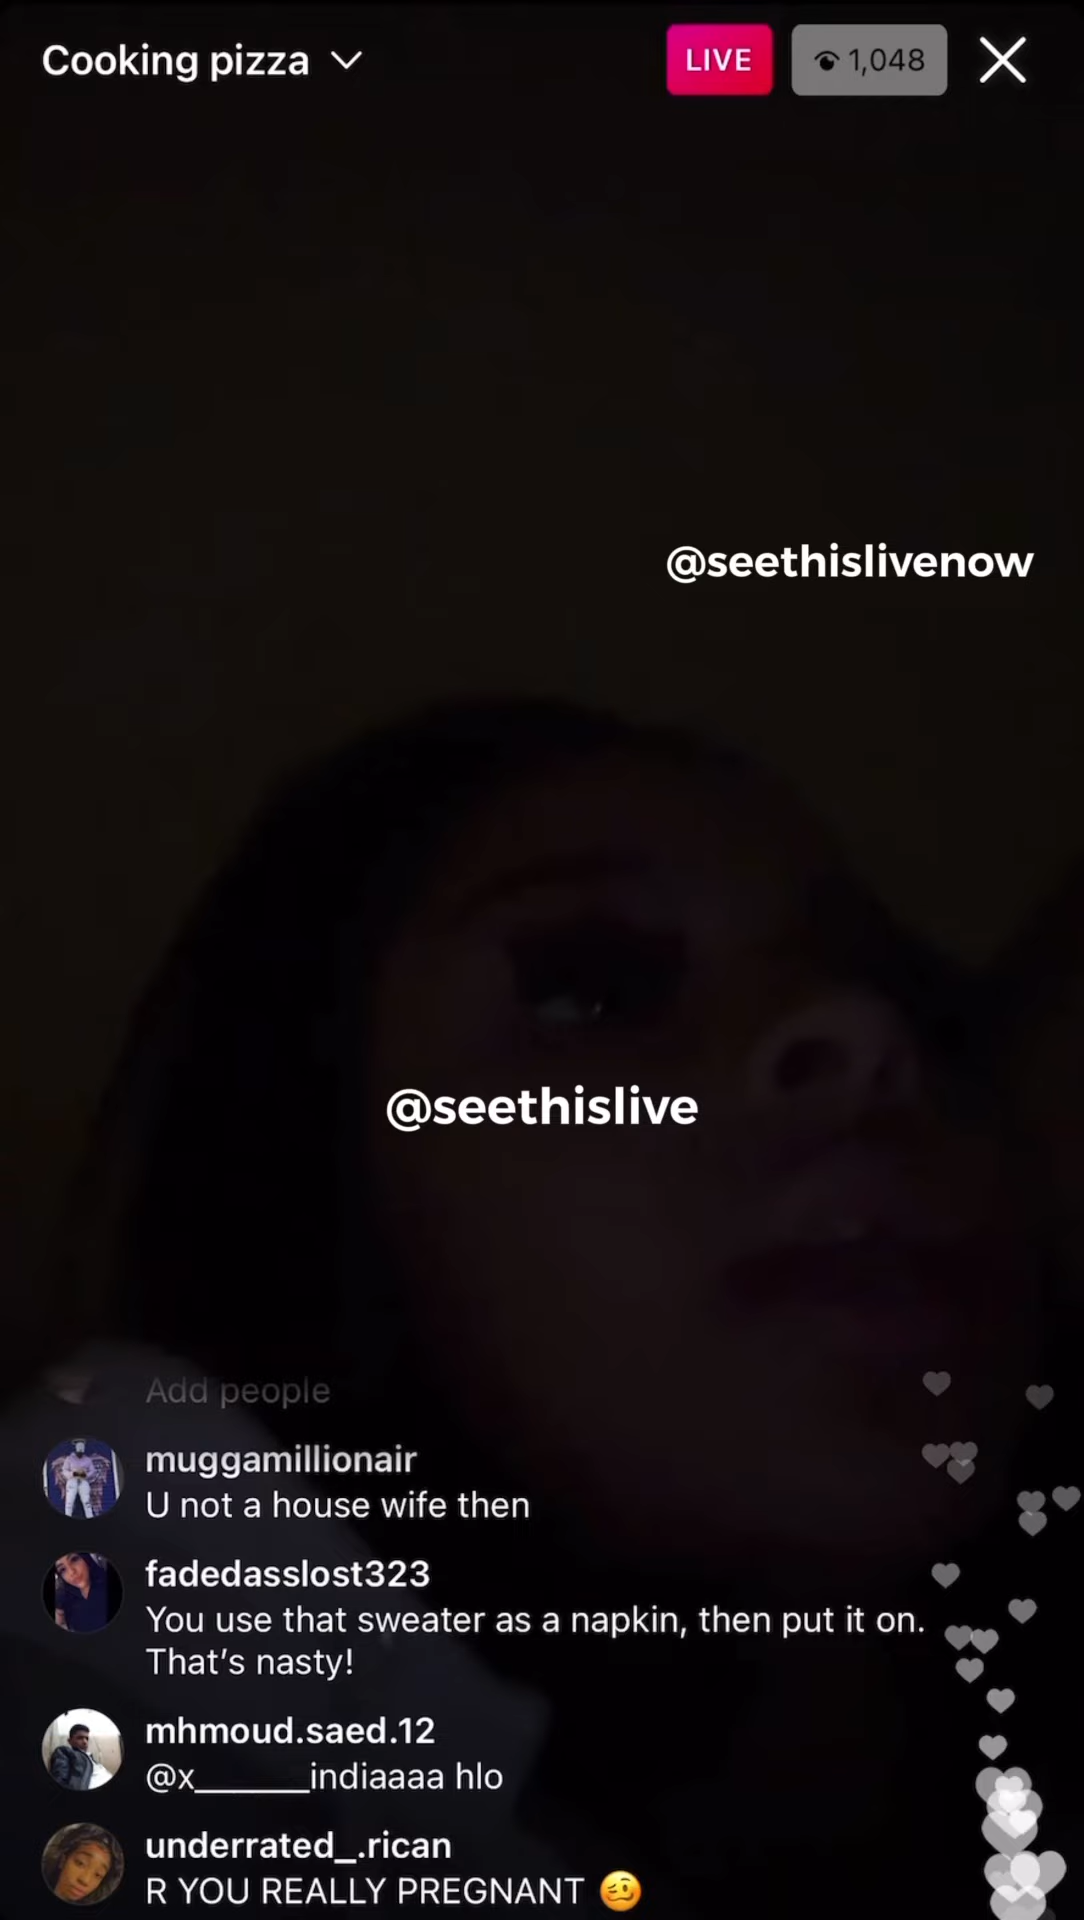 Cooking pizza
LIVE
1,048
@seethislivenow
@seethislive
Add people
muggamillionair
U not a house wife then
fadedasslost323
You use that sweater as a napkin, then put it on.
That's nasty!
mhmoud.saed.12
@x_______indiaaaa hlo
underrated_.rican
R YOU REALLY PREGNANT 🥴